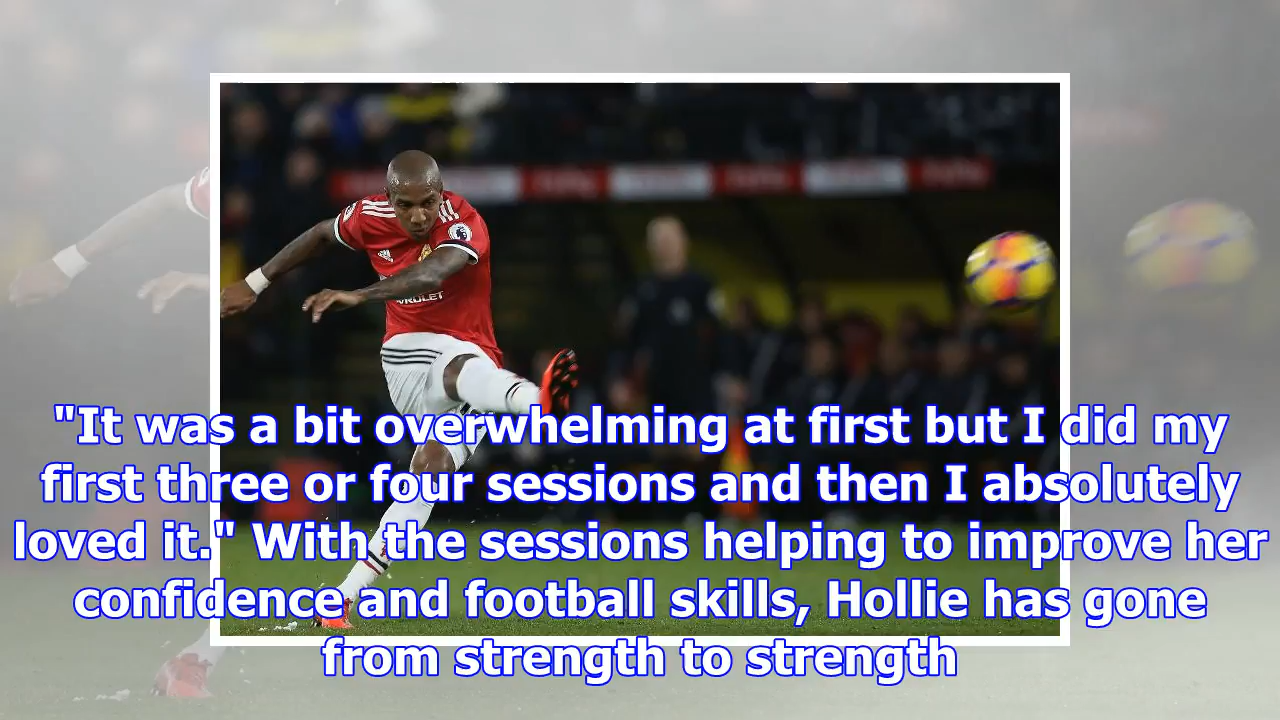 "It was a bit overwhelming at first but I did my
first three or four sessions and then I absolutely
loved it." With the sessions helping to improve her
confidence and football skills, Hollie has gone
from strength to strength